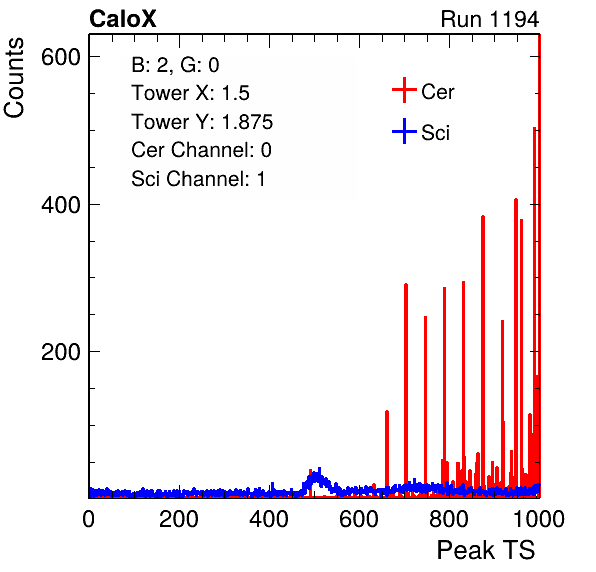 CaloX Run 1194
Counts
600
400
200
B: 2, G: 0
Tower X: 1.5
Tower Y: 1.875
Cer Channel: 0
Sci Channel: 1
Cer
Sci
0 200 400 600 800 1000
Peak TS